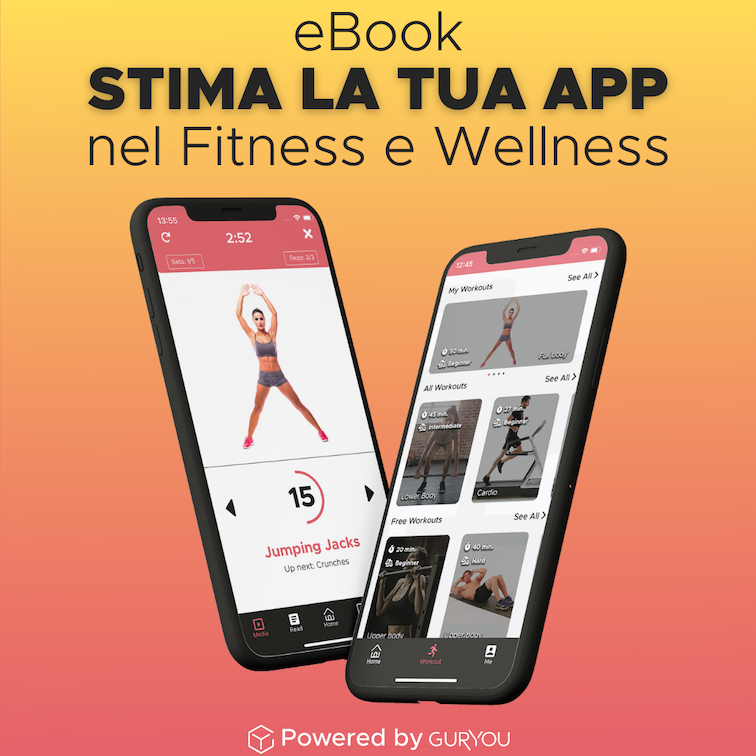 eBook
STIMA LA TUA APP
nel Fitness e Wellness
13:55
2:52
Sets: 1/5
Reps: 3/3
15
Jumping Jacks
Up next: Crunches
Media
Read
Home
12:45
My Workouts
See All
30 min.
Beginner
Full body
All Workouts
See All
45 min.
Intermediate
Lower Body
27 min.
Beginner
Cardio
Free Workouts
See All
20 min.
Beginner
Upper body
40 min.
Hard
Upper body
Home
Workout
Me
Powered by GURYOU